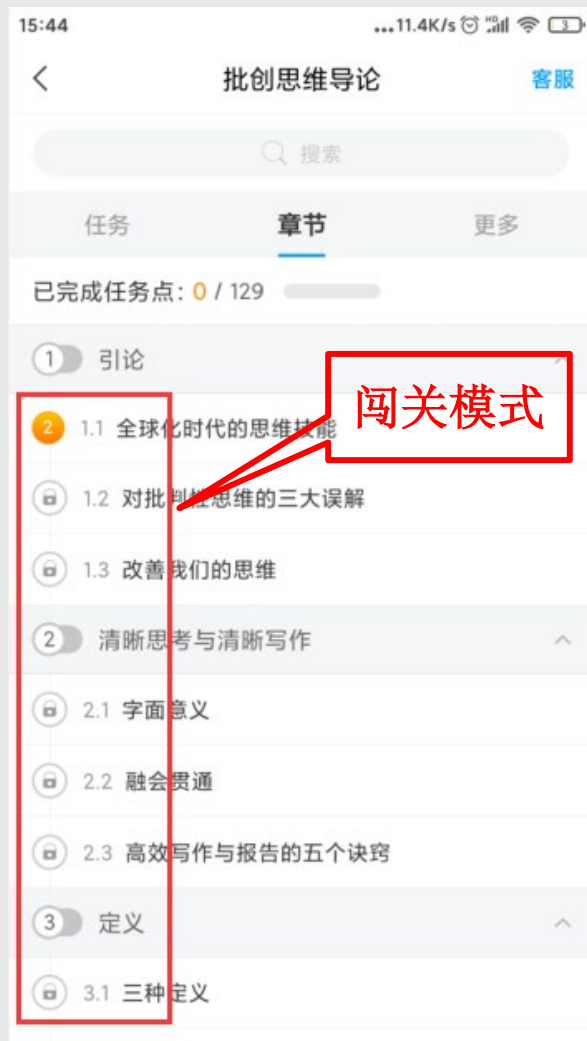 15:44 ...11.4K/s HD 3
批创思维导论 客服
搜索
任务 章节 更多
已完成任务点: 0 / 129
1 引论
闯关模式
2 1.1 全球化时代的思维技能
1.2 对批判性思维的三大误解
1.3 改善我们的思维
2 清晰思考与清晰写作
2.1 字面意义
2.2 融会贯通
2.3 高效写作与报告的五个诀窍
3 定义
3.1 三种定义